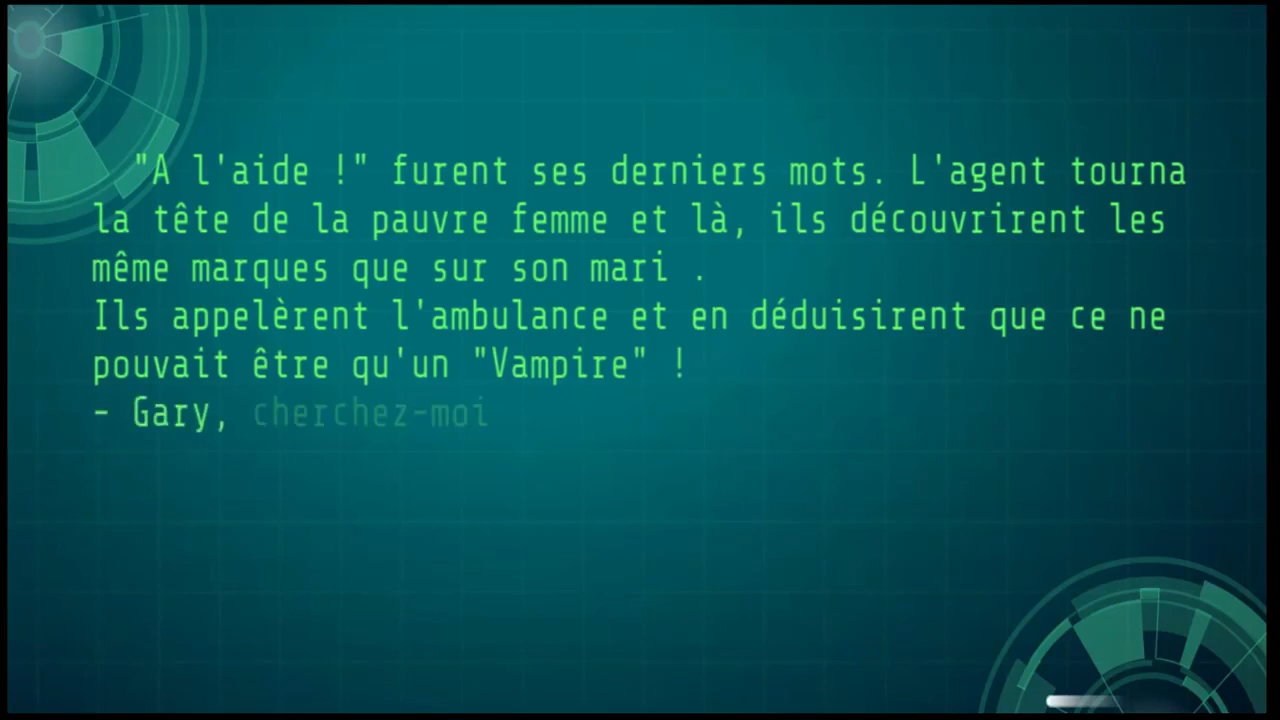 "A l'aide !" furent ses derniers mots. L'agent tourna
la tête de la pauvre femme et là, ils découvrirent les
même marques que sur son mari .
Ils appelèrent l'ambulance et en déduisirent que ce ne
pouvait être qu'un "Vampire" !
- Gary, cherchez-moi